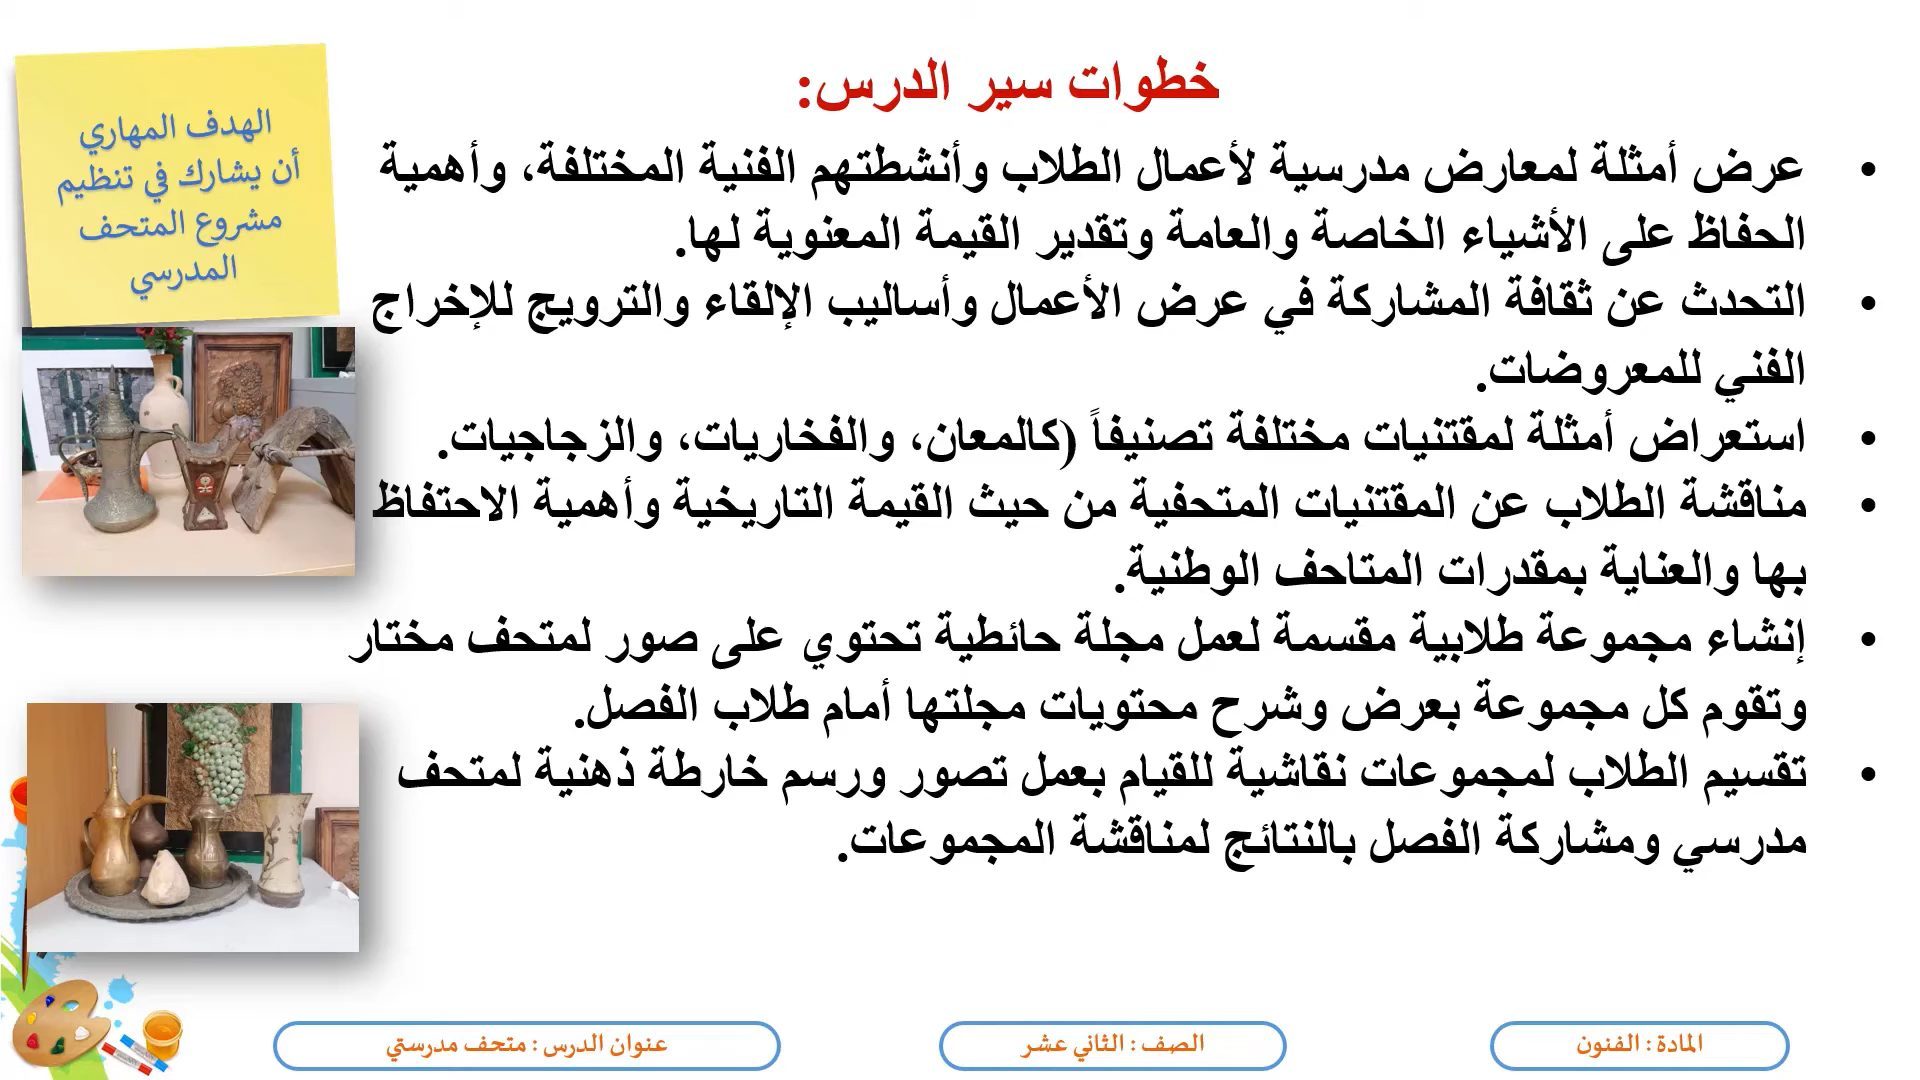 خطوات سير الدرس:
الهدف المهاري
أن يشارك في تنظيم
مشروع المتحف
المدرسي
• عرض أمثلة لمعارض مدرسية لأعمال الطلاب وأنشطتهم الفنية المختلفة، وأهمية
الحفاظ على الأشياء الخاصة والعامة وتقدير القيمة المعنوية لها.
• التحدث عن ثقافة المشاركة في عرض الأعمال وأساليب الإلقاء والترويج للإخراج
الفني للمعروضات.
• استعراض أمثلة لمقتنيات مختلفة تصنيفاً (كالمعان، والفخاريات، والزجاجيات.
• مناقشة الطلاب عن المقتنيات المتحفية من حيث القيمة التاريخية وأهمية الاحتفاظ
بها والعناية بمقدرات المتاحف الوطنية.
• إنشاء مجموعة طلابية مقسمة لعمل مجلة حائطية تحتوي على صور لمتحف مختار
وتقوم كل مجموعة بعرض وشرح محتويات مجلتها أمام طلاب الفصل.
• تقسيم الطلاب لمجموعات نقاشية للقيام بعمل تصور ورسم خارطة ذهنية لمتحف
مدرسي ومشاركة الفصل بالنتائج لمناقشة المجموعات.
المادة : الفنون
الصف : الثاني عشر
عنوان الدرس : متحف مدرستي